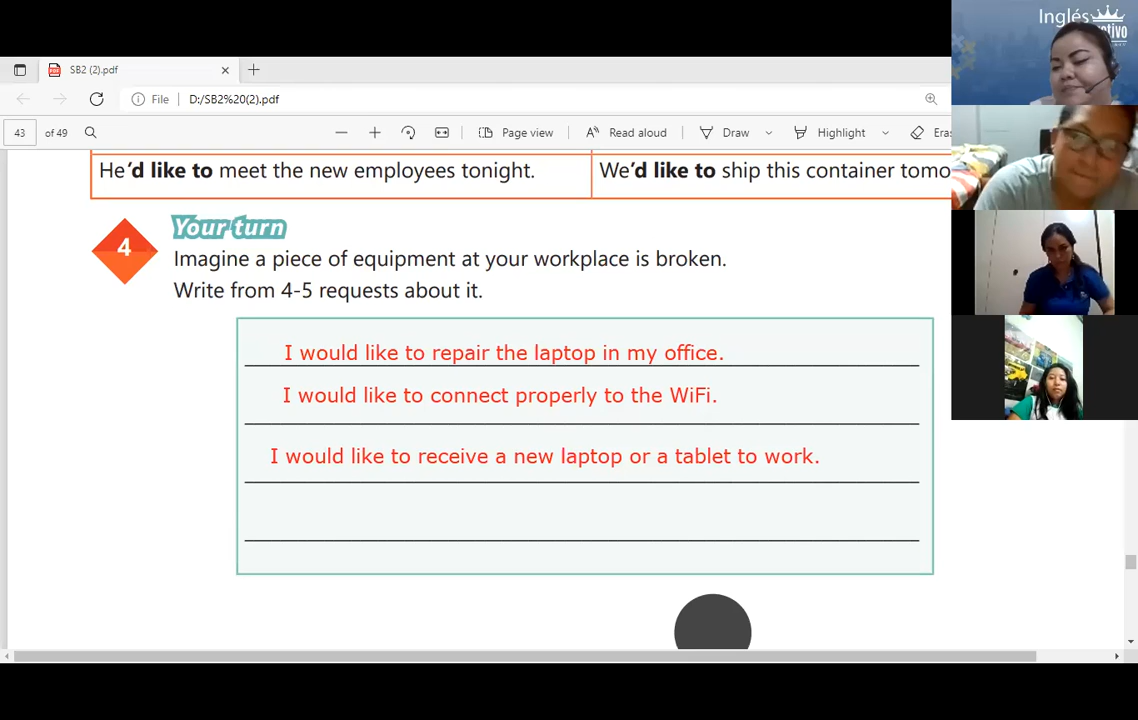 Inglés
SB2 (2).pdf
File D:/SB2%20(2).pdf
43 of 49 Page view Read aloud Draw Highlight Eras
He'd like to meet the new employees tonight. We'd like to ship this container tomo
4 Your turn
Imagine a piece of equipment at your workplace is broken.
Write from 4-5 requests about it.
I would like to repair the laptop in my office.
I would like to connect properly to the WiFi.
I would like to receive a new laptop or a tablet to work.